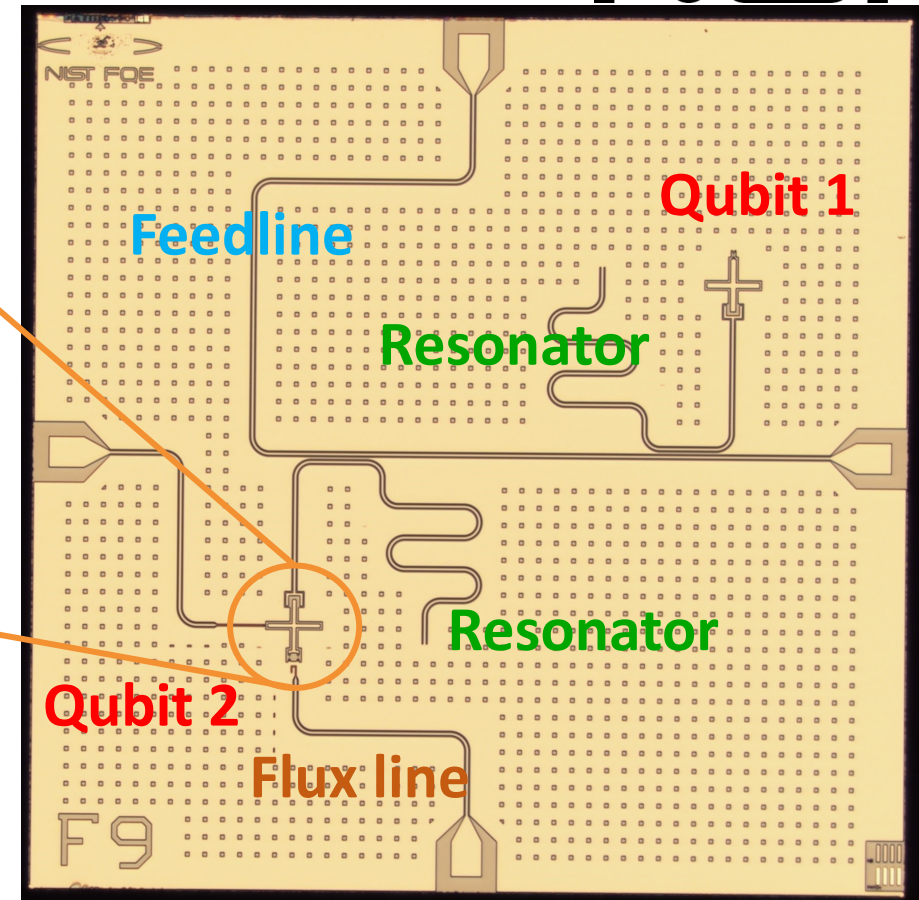 NIST FQE
Qubit 1
Feedline
Resonator
Resonator
Qubit 2
Flux line
F9